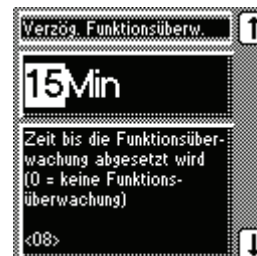 Verzög. Funktionsüberw.
15Min
Zeit bis die Funktionsüber-
wachung abgesetzt wird
(0 = keine Funktions-
überwachung)
<08>